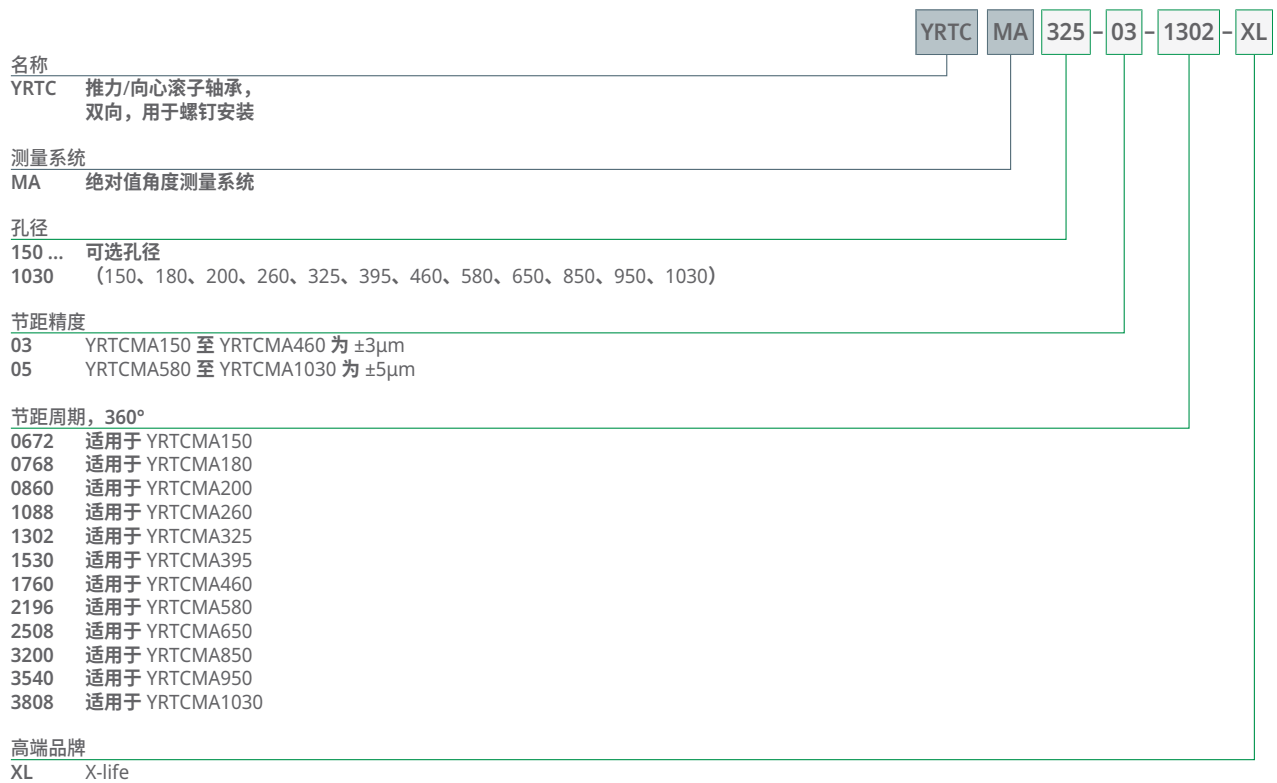 YRTC MA 325 – 03 – 1302 – XL
名称
YRTC 推力/向心滚子轴承，
双向，用于螺钉安装
测量系统
MA 绝对值角度测量系统
孔径
150 ... 可选孔径
1030 （150、180、200、260、325、395、460、580、650、850、950、1030）
节距精度
03 YRTCMA150 至 YRTCMA460 为 ±3μm
05 YRTCMA580 至 YRTCMA1030 为 ±5μm
节距周期，360°
0672 适用于 YRTCMA150
0768 适用于 YRTCMA180
0860 适用于 YRTCMA200
1088 适用于 YRTCMA260
1302 适用于 YRTCMA325
1530 适用于 YRTCMA395
1760 适用于 YRTCMA460
2196 适用于 YRTCMA580
2508 适用于 YRTCMA650
3200 适用于 YRTCMA850
3540 适用于 YRTCMA950
3808 适用于 YRTCMA1030
高端品牌
XL X-life